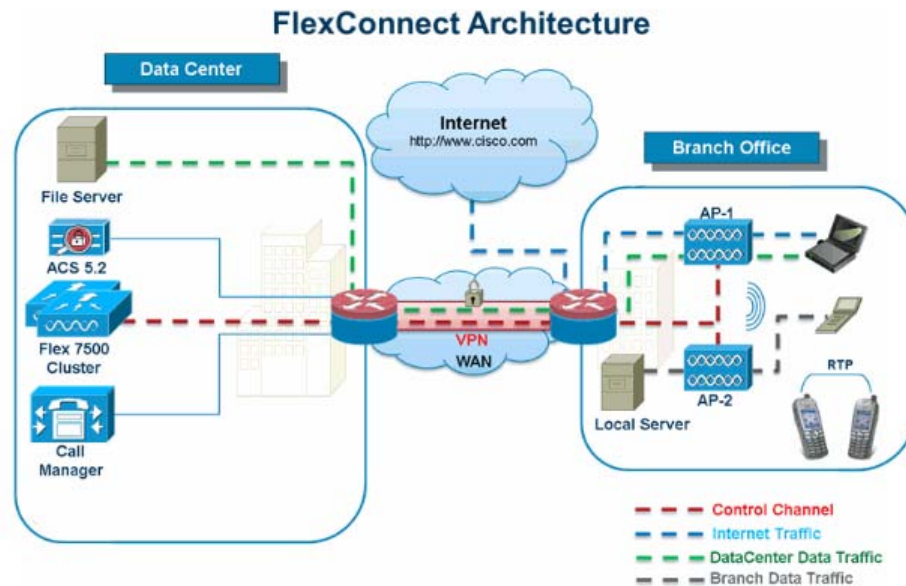 FlexConnect Architecture
Data Center
Internet
http://www.cisco.com
Branch Office
File Server
AP-1
ACS 5.2
Flex 7500
Cluster
VPN
WAN
AP-2
RTP
Local Server
Call
Manager
Control Channel
Internet Traffic
DataCenter Data Traffic
Branch Data Traffic